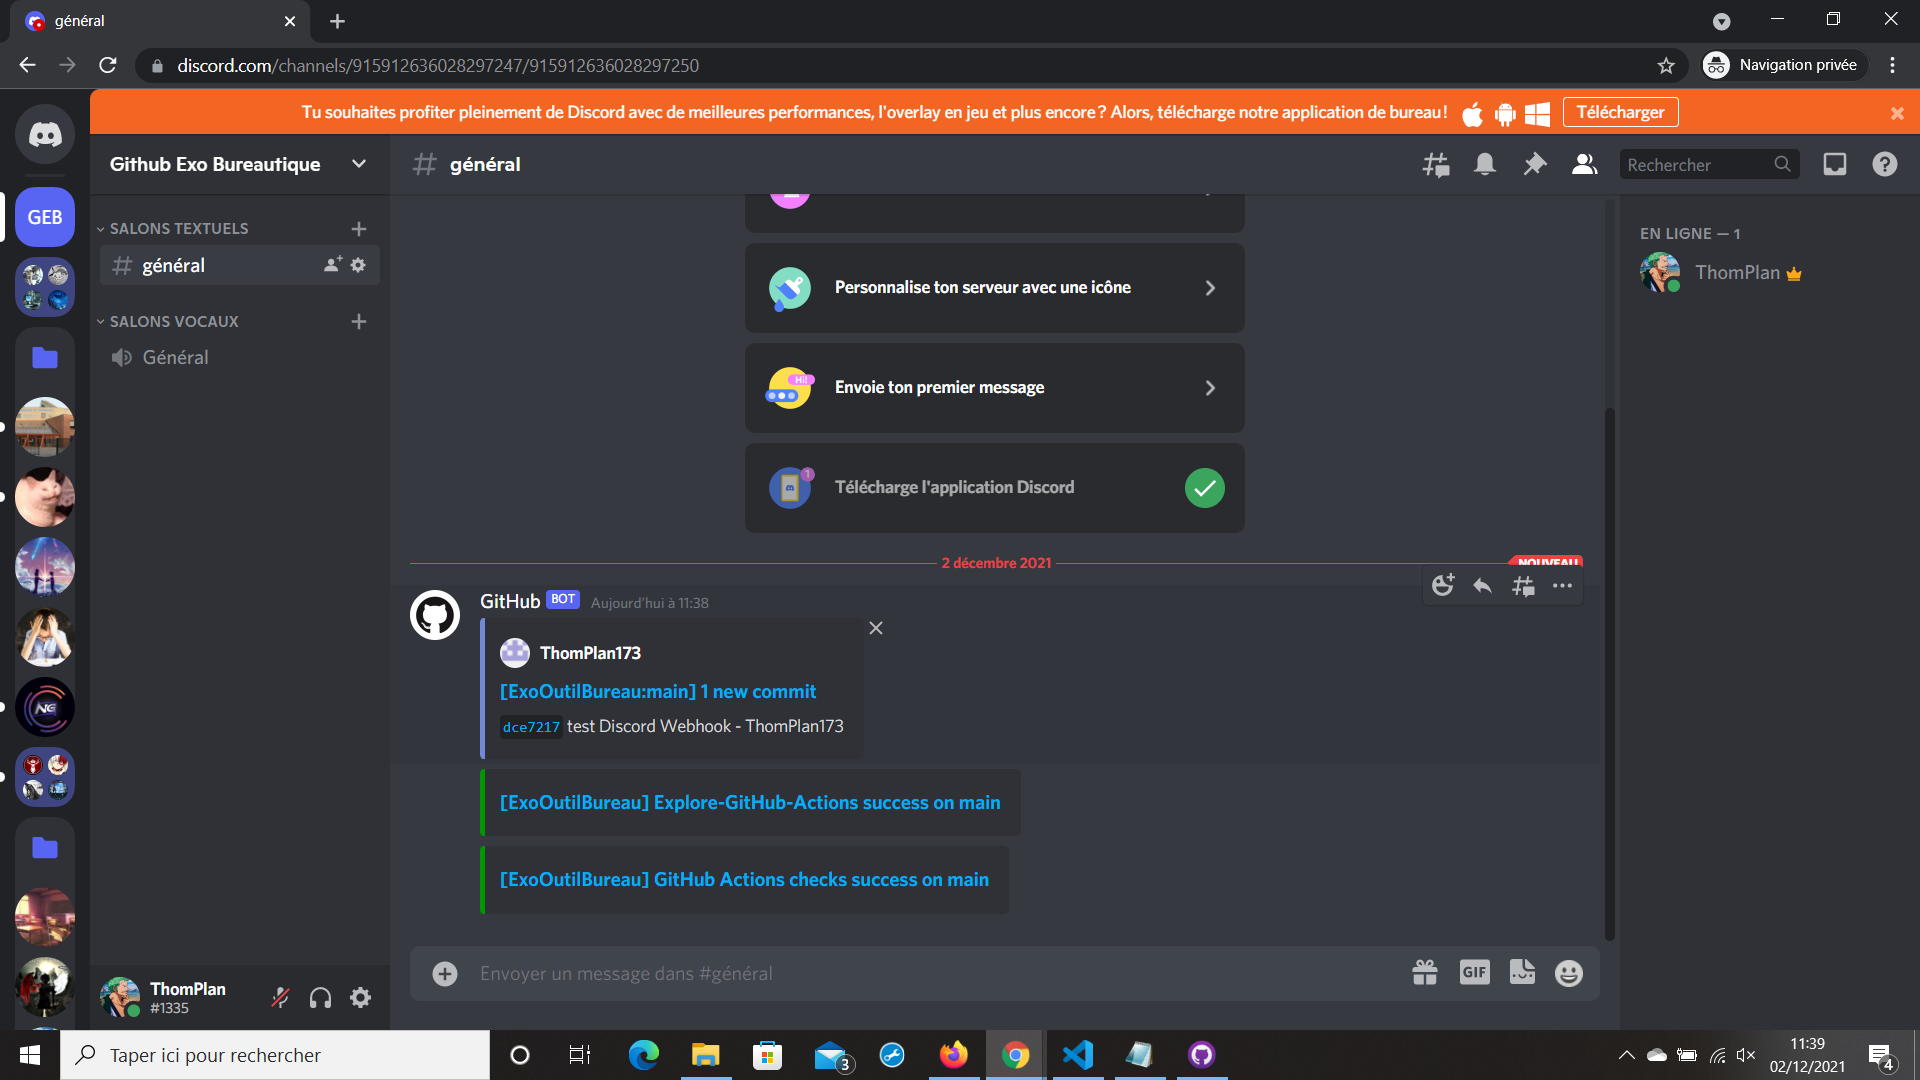 général
discord.com/channels/915912636028297247/915912636028297250
Navigation privée
Tu souhaites profiter pleinement de Discord avec de meilleures performances, l'overlay en jeu et plus encore ? Alors, télécharge notre application de bureau !
Télécharger
Github Exo Bureautique
général
Rechercher
GEB
SALONS TEXTUELS
général
SALONS VOCAUX
Général
EN LIGNE — 1
ThomPlan
Personnalise ton serveur avec une icône
Hi!
Envoie ton premier message
1
Télécharge l'application Discord
2 décembre 2021
NOUVEAU
GitHub BOT Aujourd'hui à 11:38
ThomPlan173
[ExoOutilBureau:main] 1 new commit
dce7217 test Discord Webhook - ThomPlan173
[ExoOutilBureau] Explore-GitHub-Actions success on main
[ExoOutilBureau] GitHub Actions checks success on main
NG
Envoyer un message dans #général
GIF
ThomPlan
#1335
Taper ici pour rechercher
3
11:39
02/12/2021
4